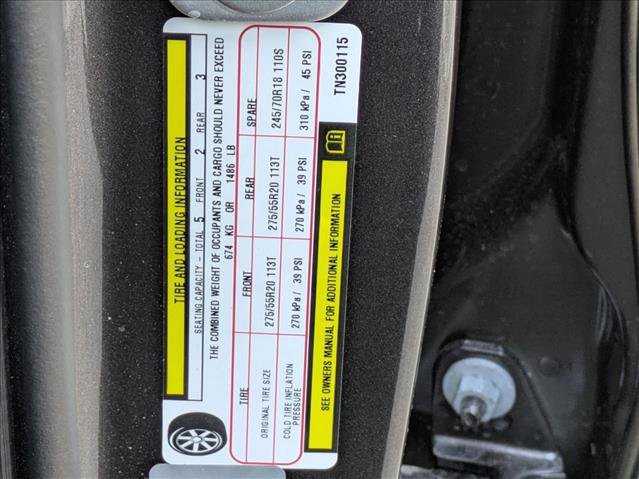 TIRE AND LOADING INFORMATION
SEATING CAPACITY - TOTAL 5 FRONT 2 REAR 3
THE COMBINED WEIGHT OF OCCUPANTS AND CARGO SHOULD NEVER EXCEED
674 KG OR 1486 LB
TIRE FRONT REAR SPARE
ORIGINAL TIRE SIZE 275/55R20 113T 275/55R20 113T 245/70R18 110S
COLD TIRE INFLATION PRESSURE 270 kPa / 39 PSI 270 kPa / 39 PSI 310 kPa / 45 PSI
SEE OWNERS MANUAL FOR ADDITIONAL INFORMATION
TN300115